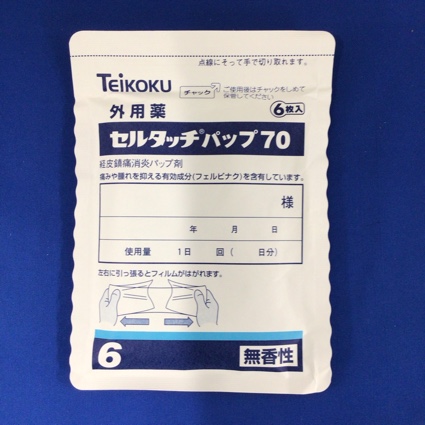 点線にそって手で切り取れます。
TEIKOKU
チャック
ご使用後はチャックをしめて
保管してください
外用薬
6枚入
セルタッチ®パップ70
経皮鎮痛消炎パップ剤
痛みや腫れを抑える有効成分(フェルビナク)を含有しています。
様
年 月 日
使用量 1日 回( 日分)
左右に引っ張るとフィルムがはがれます。
6
無香性